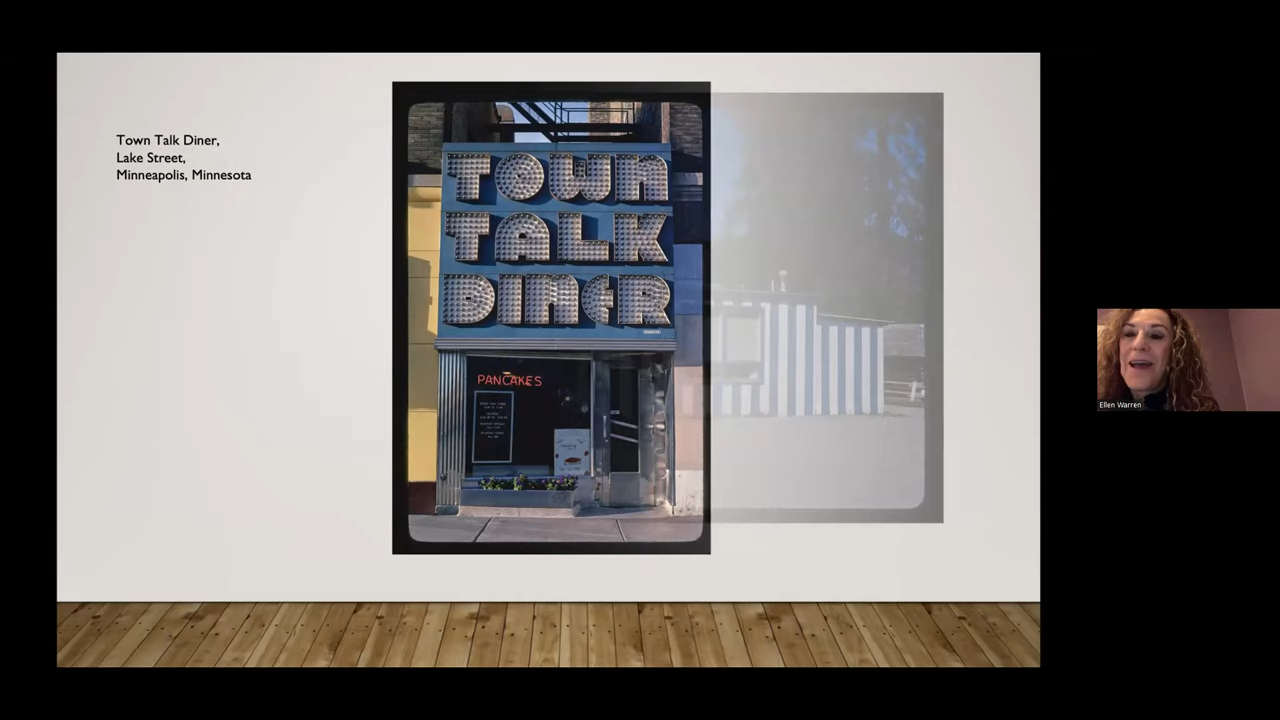 Town Talk Diner,
Lake Street,
Minneapolis, Minnesota
TOWN
TALK
DINER
PANCAKES
Ellen Warren